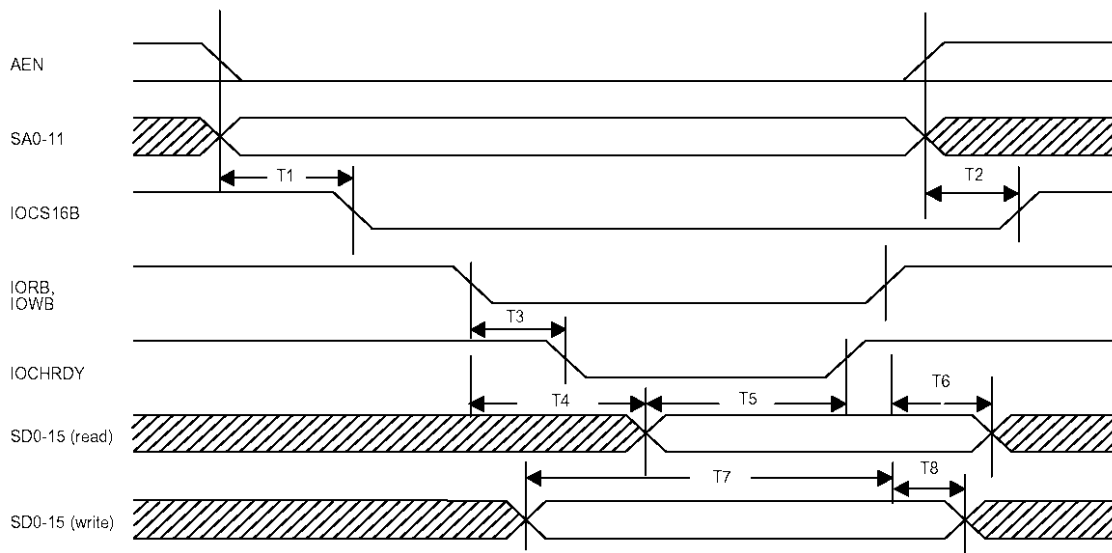 AEN
SA0-11
T1
T2
IOCS16B
IORB,
IOWB
T3
IOCHRDY
T4
T5
T6
SD0-15 (read)
T7
T8
SD0-15 (write)